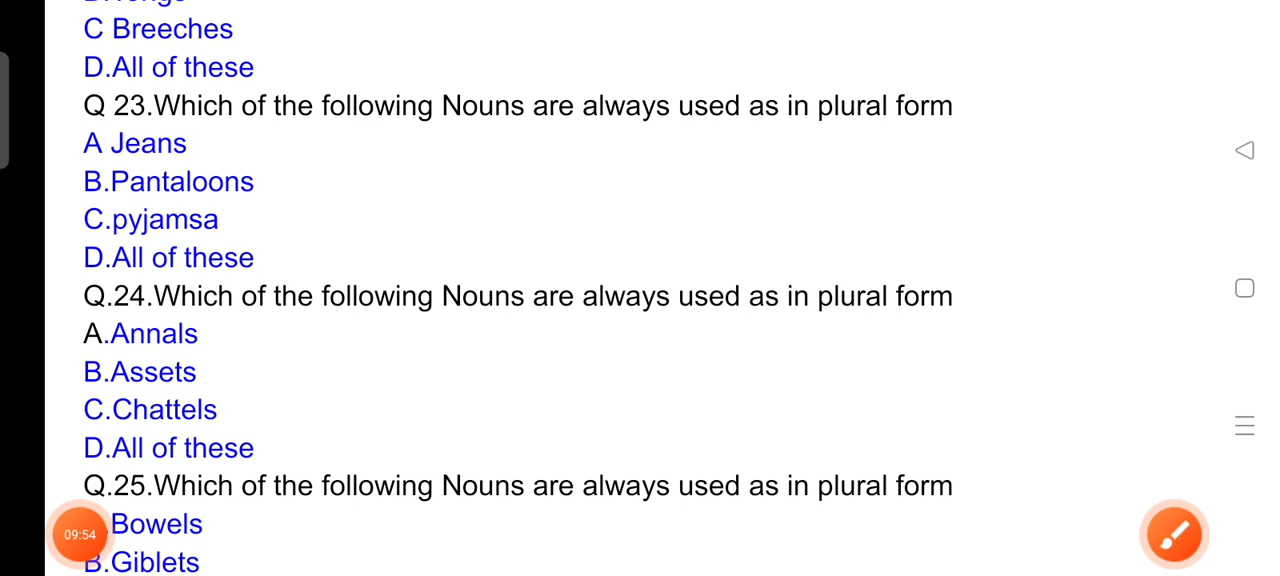 C Breeches
D.All of these
Q 23.Which of the following Nouns are always used as in plural form
A Jeans
B.Pantaloons
C.pyjamsa
D.All of these
Q.24.Which of the following Nouns are always used as in plural form
A.Annals
B.Assets
C.Chattels
D.All of these
Q.25.Which of the following Nouns are always used as in plural form
.Bowels
B.Giblets
09:54